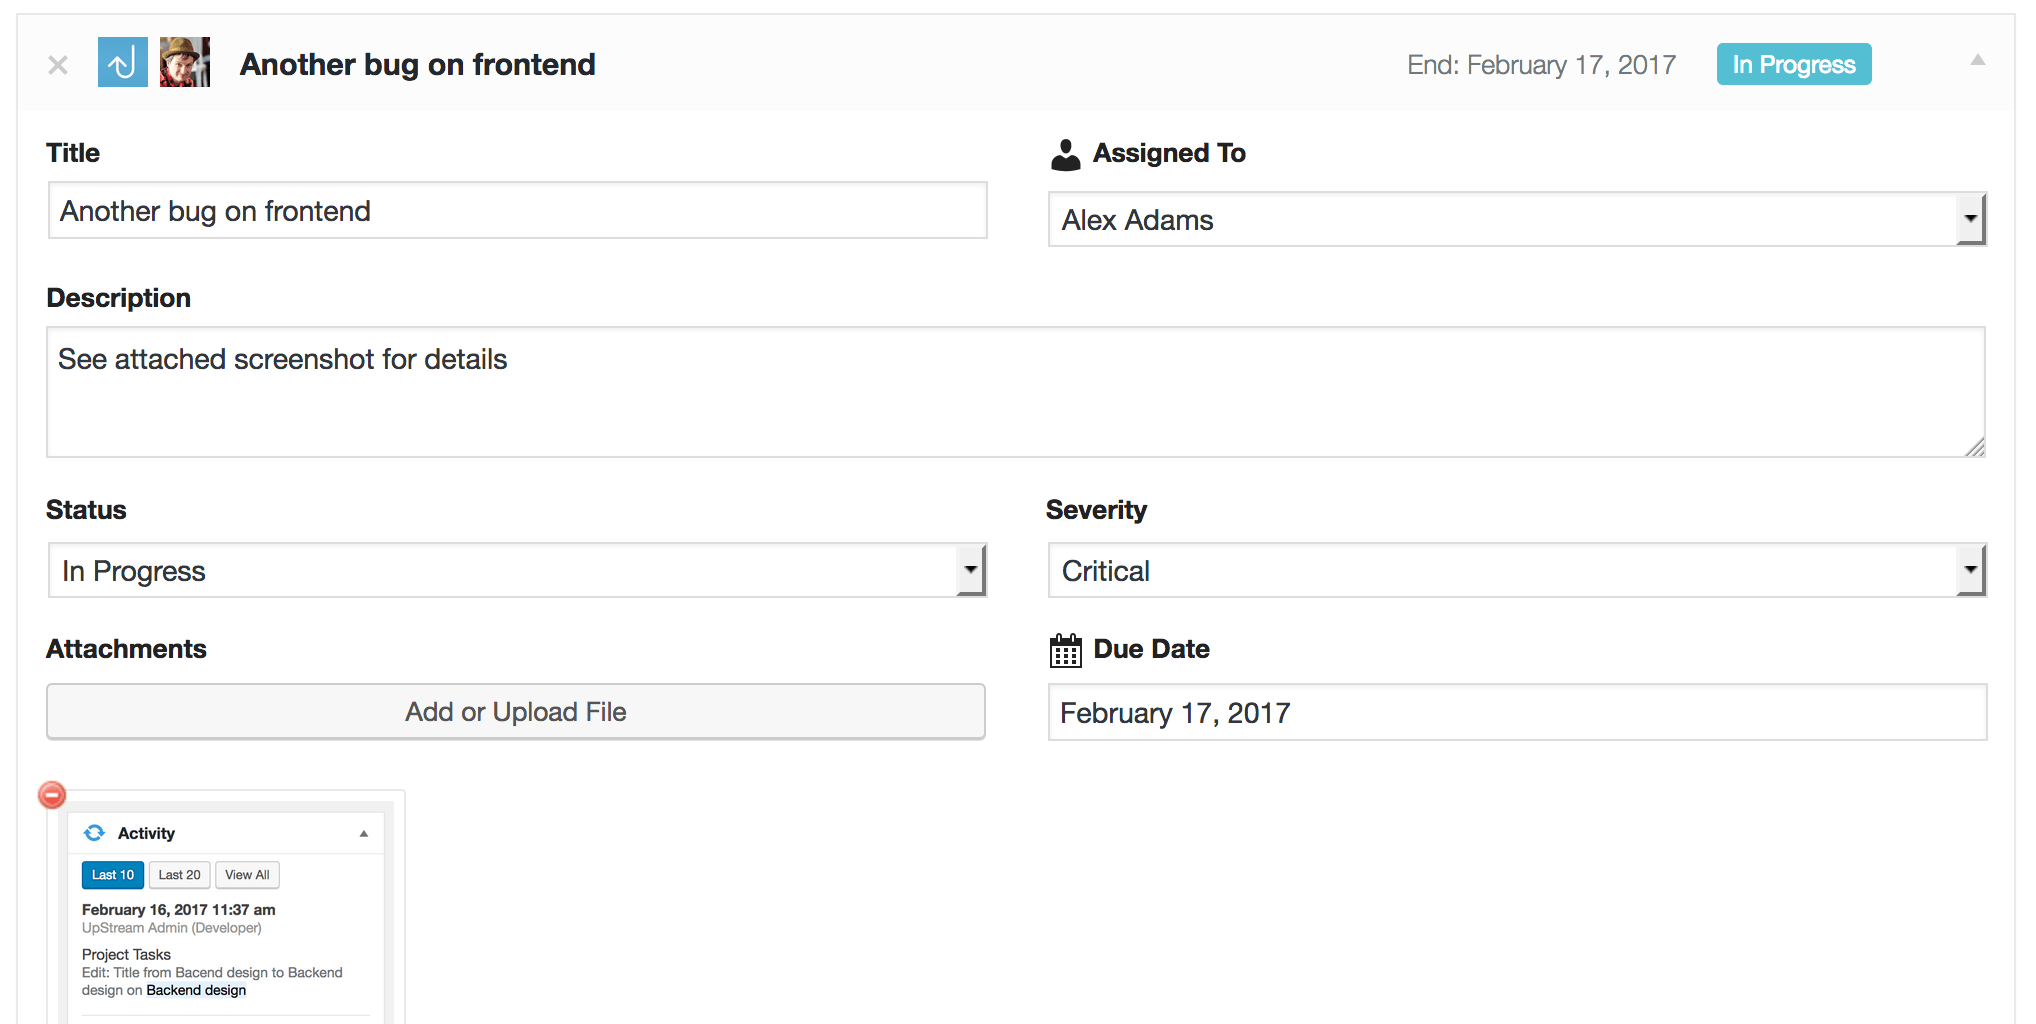 Another bug on frontend
End: February 17, 2017
In Progress
Title
Assigned To
Another bug on frontend
Alex Adams
Description
See attached screenshot for details
Status
Severity
In Progress
Critical
Attachments
Due Date
Add or Upload File
February 17, 2017
Activity
Last 10
Last 20
View All
February 16, 2017 11:37 am
UpStream Admin (Developer)
Project Tasks
Edit: Title from Bacend design to Backend
design on Backend design